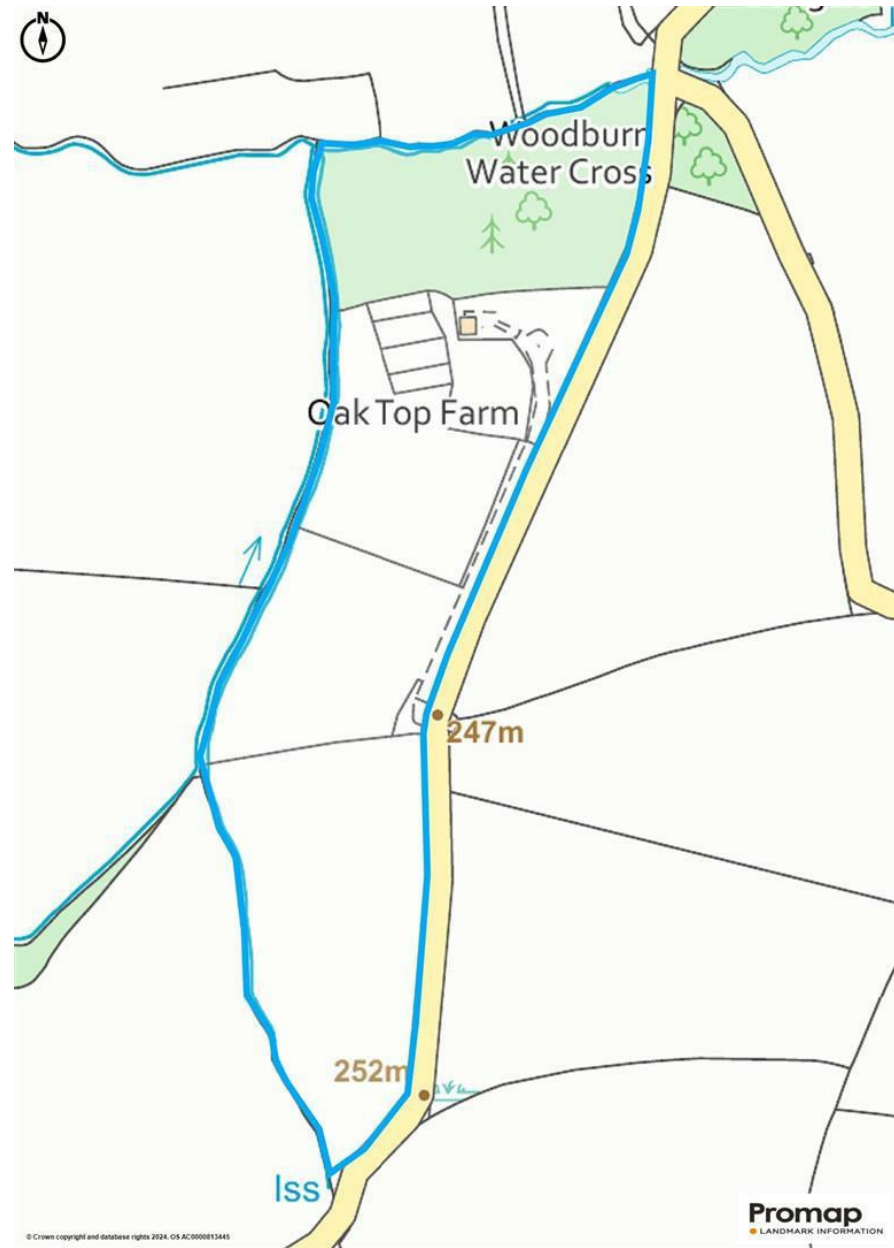 N
Woodburn
Water Cross
Oak Top Farm
247m
252m
Iss
Promap
LANDMARK INFORMATION
© Crown copyright and database rights 2024. OS AC0000813445